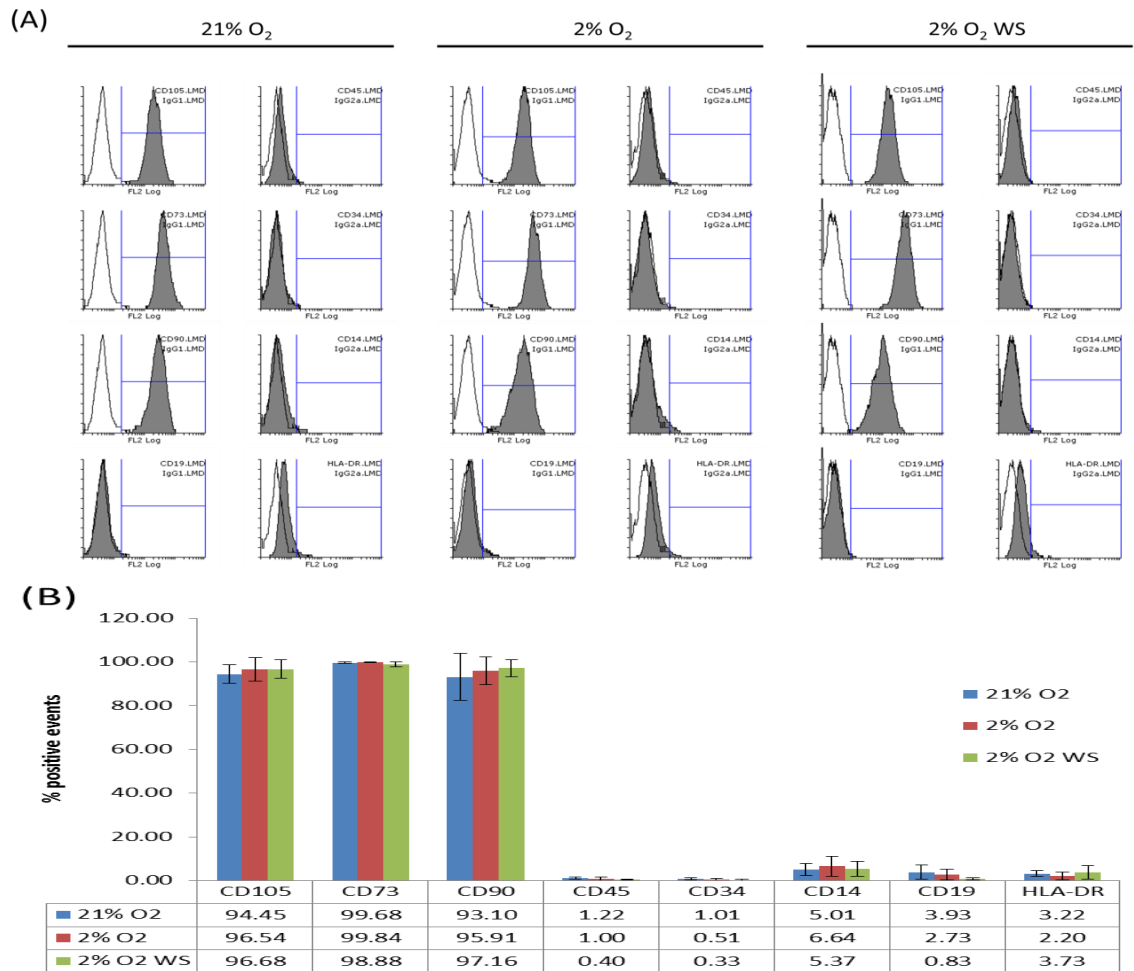 (A)
21% O2 2% O2 2% O2 WS
CD105.LMD CD45.LMD CD105.LMD CD45.LMD CD105.LMD CD45.LMD
IgG1.LMD IgG2a.LMD IgG1.LMD IgG2a.LMD IgG1.LMD IgG2a.LMD
FL2 Log FL2 Log FL2 Log FL2 Log FL2 Log FL2 Log
CD73.LMD CD34.LMD CD73.LMD CD34.LMD CD73.LMD CD34.LMD
IgG1.LMD IgG2a.LMD IgG1.LMD IgG2a.LMD IgG1.LMD IgG2a.LMD
FL2 Log FL2 Log FL2 Log FL2 Log FL2 Log FL2 Log
CD90.LMD CD14.LMD CD90.LMD CD14.LMD CD90.LMD CD14.LMD
IgG1.LMD IgG2a.LMD IgG1.LMD IgG2a.LMD IgG1.LMD IgG2a.LMD
FL2 Log FL2 Log FL2 Log FL2 Log FL2 Log FL2 Log
CD19.LMD HLA-DR.LMD CD19.LMD HLA-DR.LMD CD19.LMD HLA-DR.LMD
IgG1.LMD IgG2a.LMD IgG1.LMD IgG2a.LMD IgG1.LMD IgG2a.LMD
FL2 Log FL2 Log FL2 Log FL2 Log FL2 Log FL2 Log
(B)
120.00
100.00
80.00
60.00
40.00
20.00
0.00
% positive events
21% O2
2% O2
2% O2 WS
CD105 CD73 CD90 CD45 CD34 CD14 CD19 HLA-DR
21% O2 94.45 99.68 93.10 1.22 1.01 5.01 3.93 3.22
2% O2 96.54 99.84 95.91 1.00 0.51 6.64 2.73 2.20
2% O2 WS 96.68 98.88 97.16 0.40 0.33 5.37 0.83 3.73